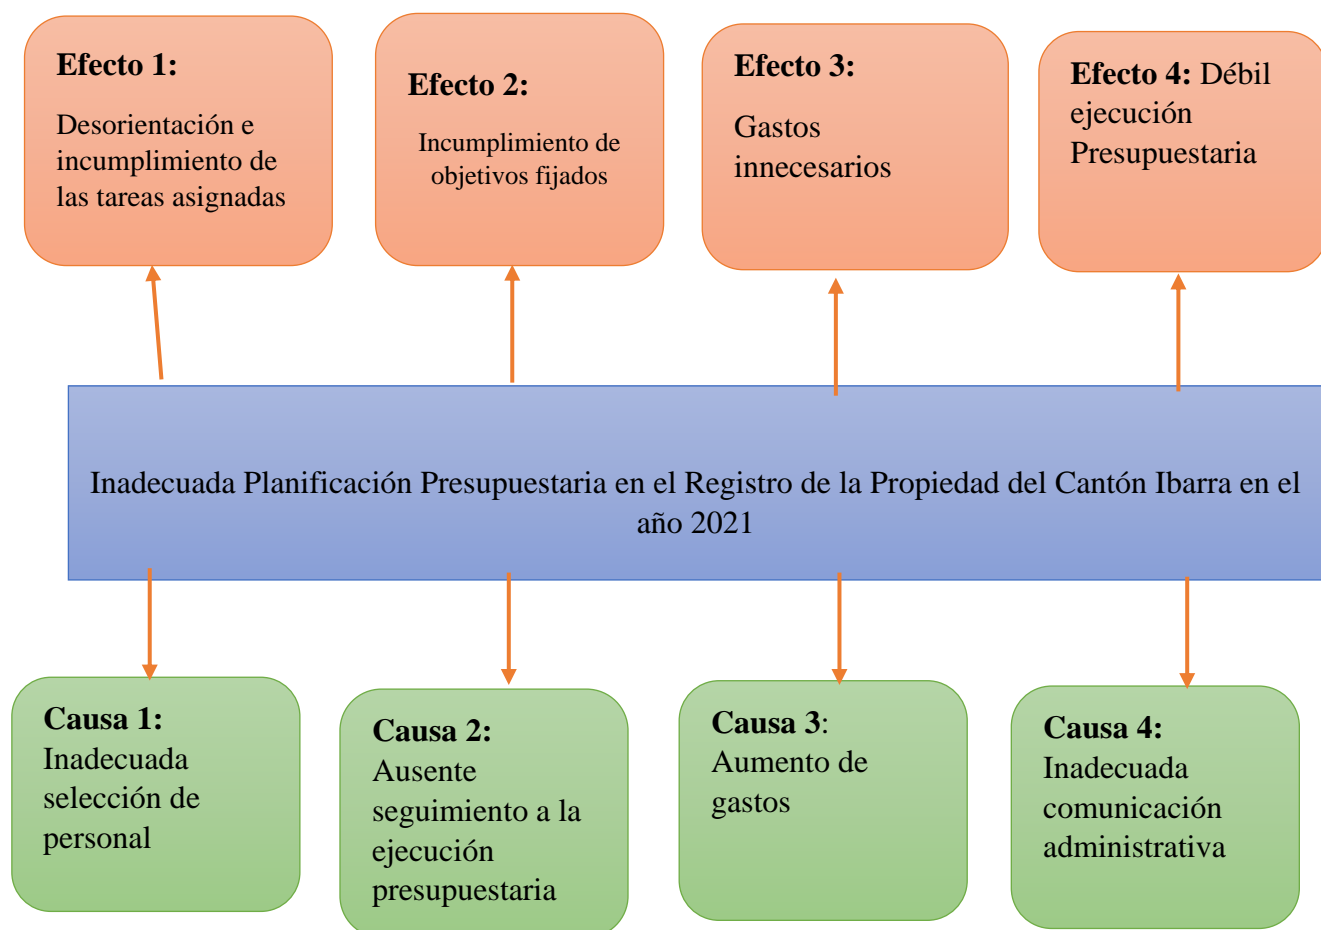 Efecto 1:
Desorientación e
incumplimiento de
las tareas asignadas
Efecto 2:
Incumplimiento de
objetivos fijados
Efecto 3:
Gastos
innecesarios
Efecto 4: Débil
ejecución
Presupuestaria
Inadecuada Planificación Presupuestaria en el Registro de la Propiedad del Cantón Ibarra en el
año 2021
Causa 1:
Inadecuada
selección de
personal
Causa 2:
Ausente
seguimiento a la
ejecución
presupuestaria
Causa 3:
Aumento de
gastos
Causa 4:
Inadecuada
comunicación
administrativa